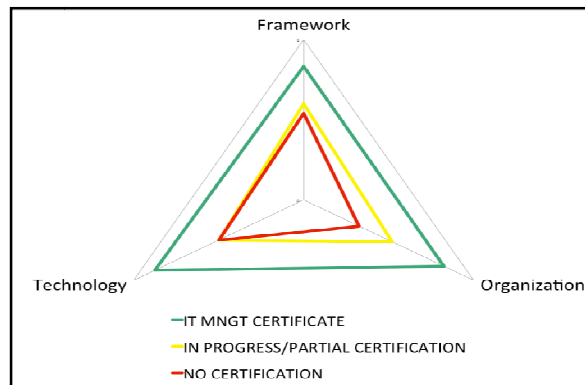 Framework
Technology
Organization
IT MNGT CERTIFICATE
IN PROGRESS/PARTIAL CERTIFICATION
NO CERTIFICATION